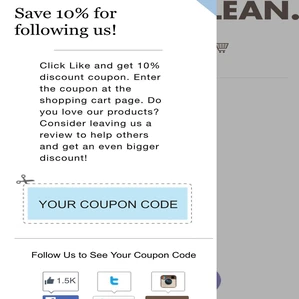 LEAN.
Save 10% for
following us!
Click Like and get 10%
discount coupon. Enter
the coupon at the
shopping cart page. Do
you love our products?
Consider leaving us a
review to help others
and get an even bigger
discount!
YOUR COUPON CODE
Follow Us to See Your Coupon Code
1.5K